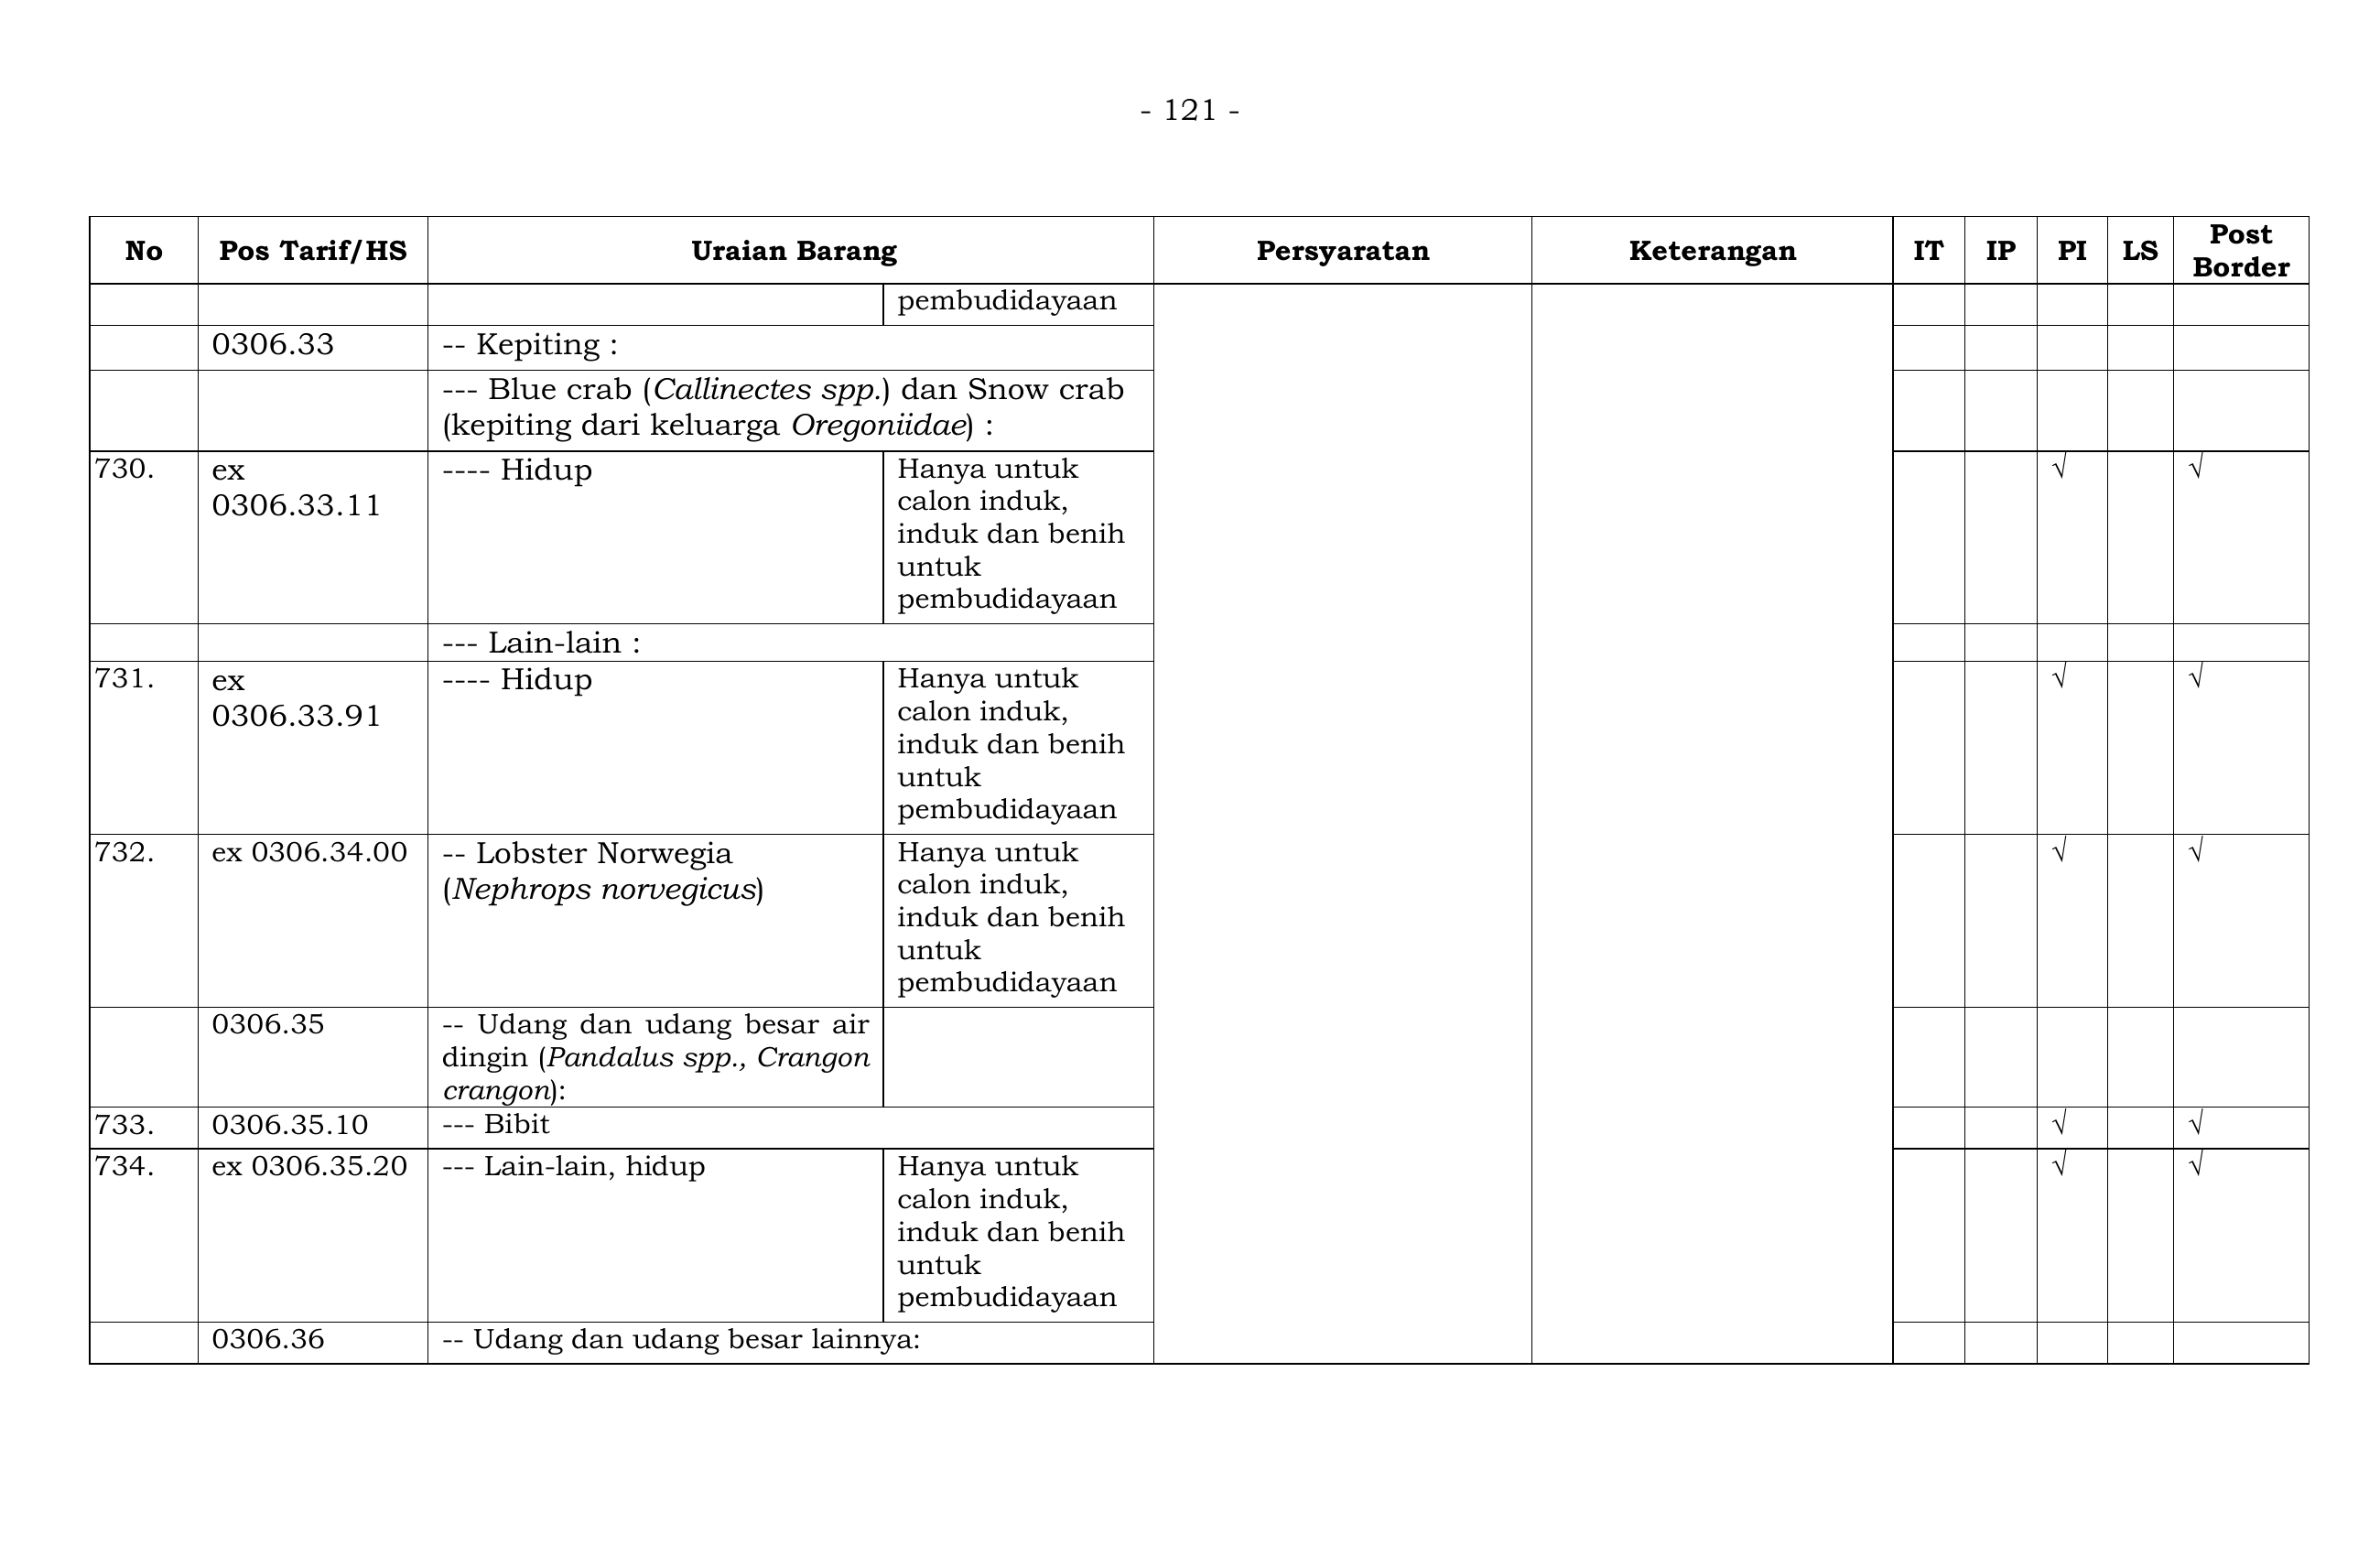 - 121 -
No Pos Tarif/HS Uraian Barang Persyaratan Keterangan IT IP PI LS Post Border
pembudidayaan
0306.33 -- Kepiting :
--- Blue crab (Callinectes spp.) dan Snow crab
(kepiting dari keluarga Oregoniidae) :
730. ex ---- Hidup Hanya untuk √ √
0306.33.11 calon induk,
induk dan benih
untuk
pembudidayaan
--- Lain-lain :
731. ex ---- Hidup Hanya untuk √ √
0306.33.91 calon induk,
induk dan benih
untuk
pembudidayaan
732. ex 0306.34.00 -- Lobster Norwegia Hanya untuk √ √
(Nephrops norvegicus) calon induk,
induk dan benih
untuk
pembudidayaan
0306.35 -- Udang dan udang besar air
dingin (Pandalus spp., Crangon
crangon):
733. 0306.35.10 --- Bibit √ √
734. ex 0306.35.20 --- Lain-lain, hidup Hanya untuk √ √
calon induk,
induk dan benih
untuk
pembudidayaan
0306.36 -- Udang dan udang besar lainnya: